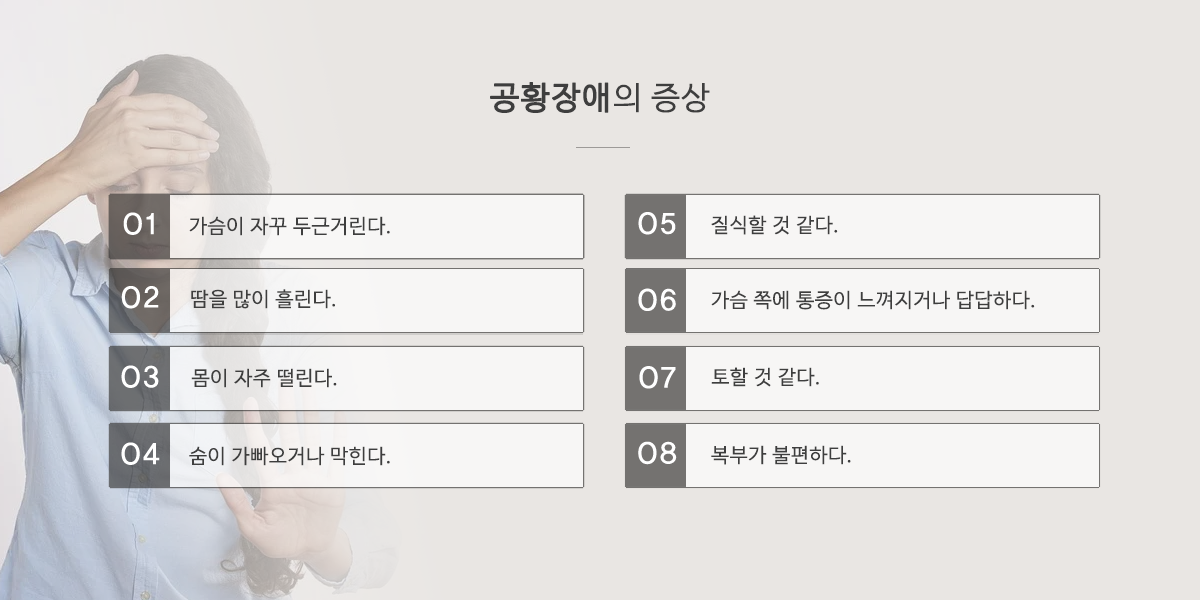 공황장애의 증상
01 가슴이 자꾸 두근거린다.
02 땀을 많이 흘린다.
03 몸이 자주 떨린다.
04 숨이 가빠오거나 막힌다.
05 질식할 것 같다.
06 가슴 쪽에 통증이 느껴지거나 답답하다.
07 토할 것 같다.
08 복부가 불편하다.